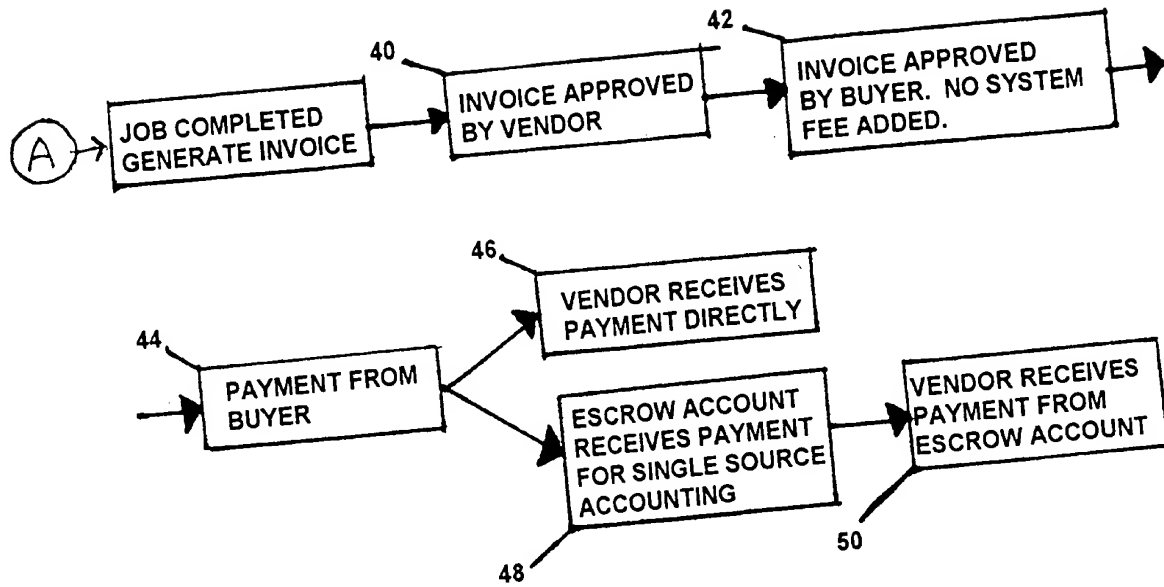 A
JOB COMPLETED
GENERATE INVOICE
40
INVOICE APPROVED
BY VENDOR
42
INVOICE APPROVED
BY BUYER. NO SYSTEM
FEE ADDED.
44
PAYMENT FROM
BUYER
46
VENDOR RECEIVES
PAYMENT DIRECTLY
48
ESCROW ACCOUNT
RECEIVES PAYMENT
FOR SINGLE SOURCE
ACCOUNTING
50
VENDOR RECEIVES
PAYMENT FROM
ESCROW ACCOUNT